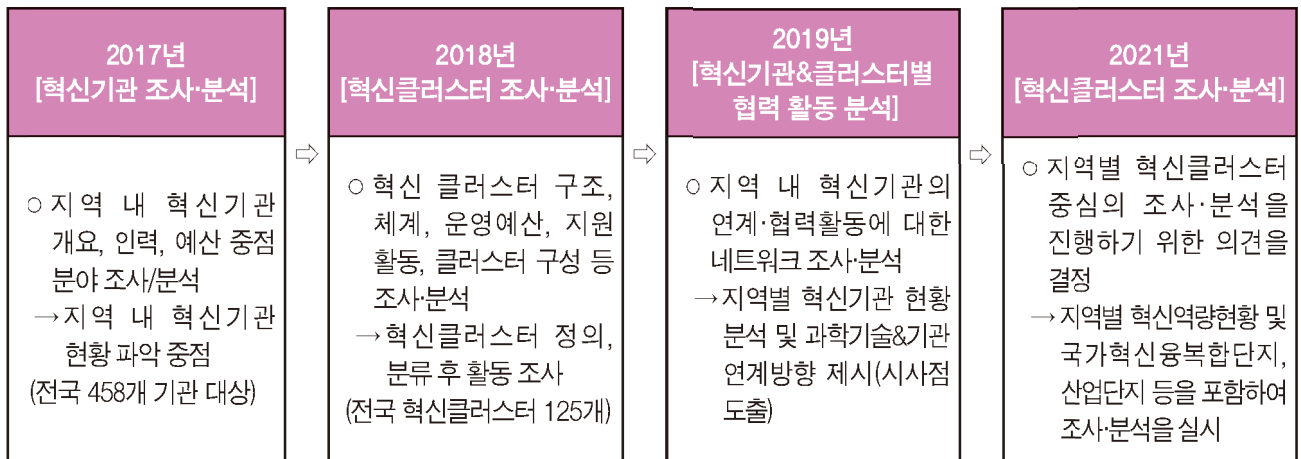 2017년
[혁신기관 조사·분석]
○ 지역 내 혁신기관
개요, 인력, 예산 중점
분야 조사/분석
→지역 내 혁신기관
현황 파악 중점
(전국 458개 기관 대상)
⇨
2018년
[혁신클러스터 조사·분석]
○ 혁신 클러스터 구조,
체계, 운영예산, 지원
활동, 클러스터 구성 등
조사·분석
→혁신클러스터 정의,
분류 후 활동 조사
(전국 혁신클러스터 125개)
⇨
2019년
[혁신기관&클러스터별
협력 활동 분석]
○ 지역 내 혁신기관의
연계·협력활동에 대한
네트워크 조사·분석
→지역별 혁신기관 현황
분석 및 과학기술&기관
연계방향 제시(시사점
도출)
⇨
2021년
[혁신클러스터 조사·분석]
○ 지역별 혁신클러스터
중심의 조사·분석을
진행하기 위한 의견을
결정
→지역별 혁신역량현황 및
국가혁신융복합단지,
산업단지 등을 포함하여
조사·분석을 실시